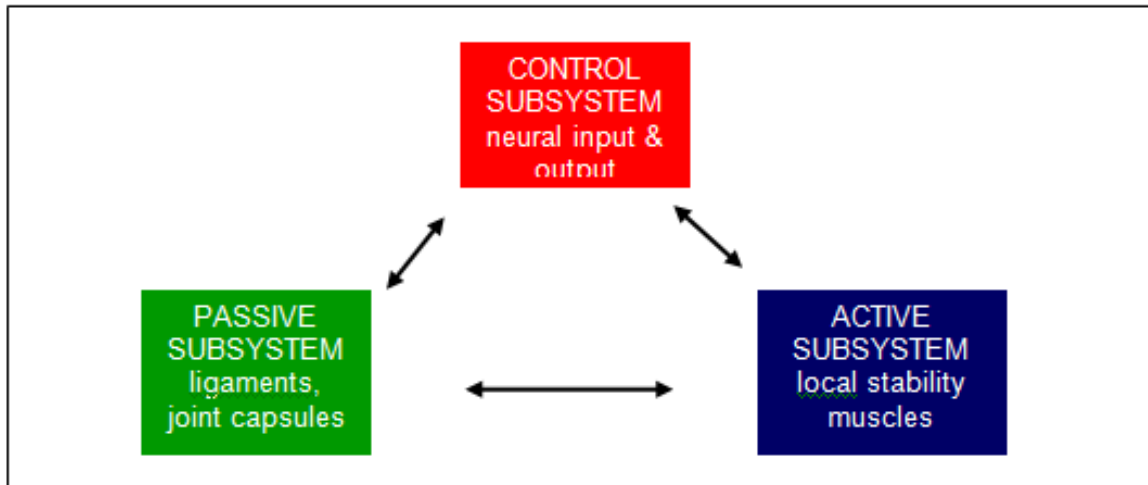 CONTROL
SUBSYSTEM
neural input &
output
PASSIVE
SUBSYSTEM
ligaments,
joint capsules
ACTIVE
SUBSYSTEM
local stability
muscles